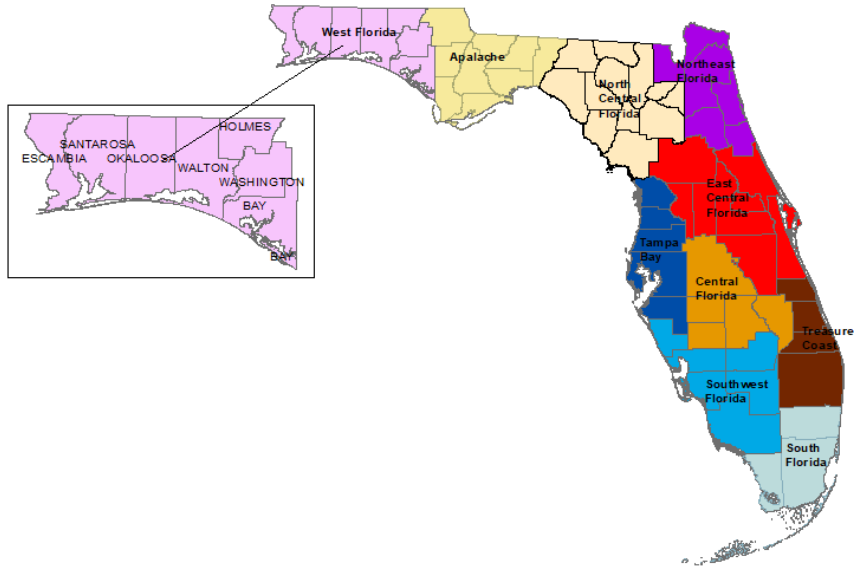 West Florida
Apalache
Northeast
Florida
North
Central
Florida
HOLMES
SANTAROSA
ESCAMBIA
OKALOOSA
WALTON
WASHINGTON
BAY
BAY
East
Central
Florida
Tampa
Bay
Central
Florida
Treasure
Coast
Southwest
Florida
South
Florida